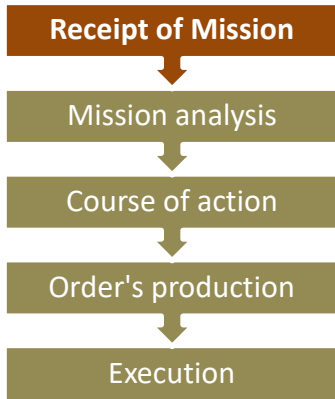 Receipt of Mission
Mission analysis
Course of action
Order's production
Execution